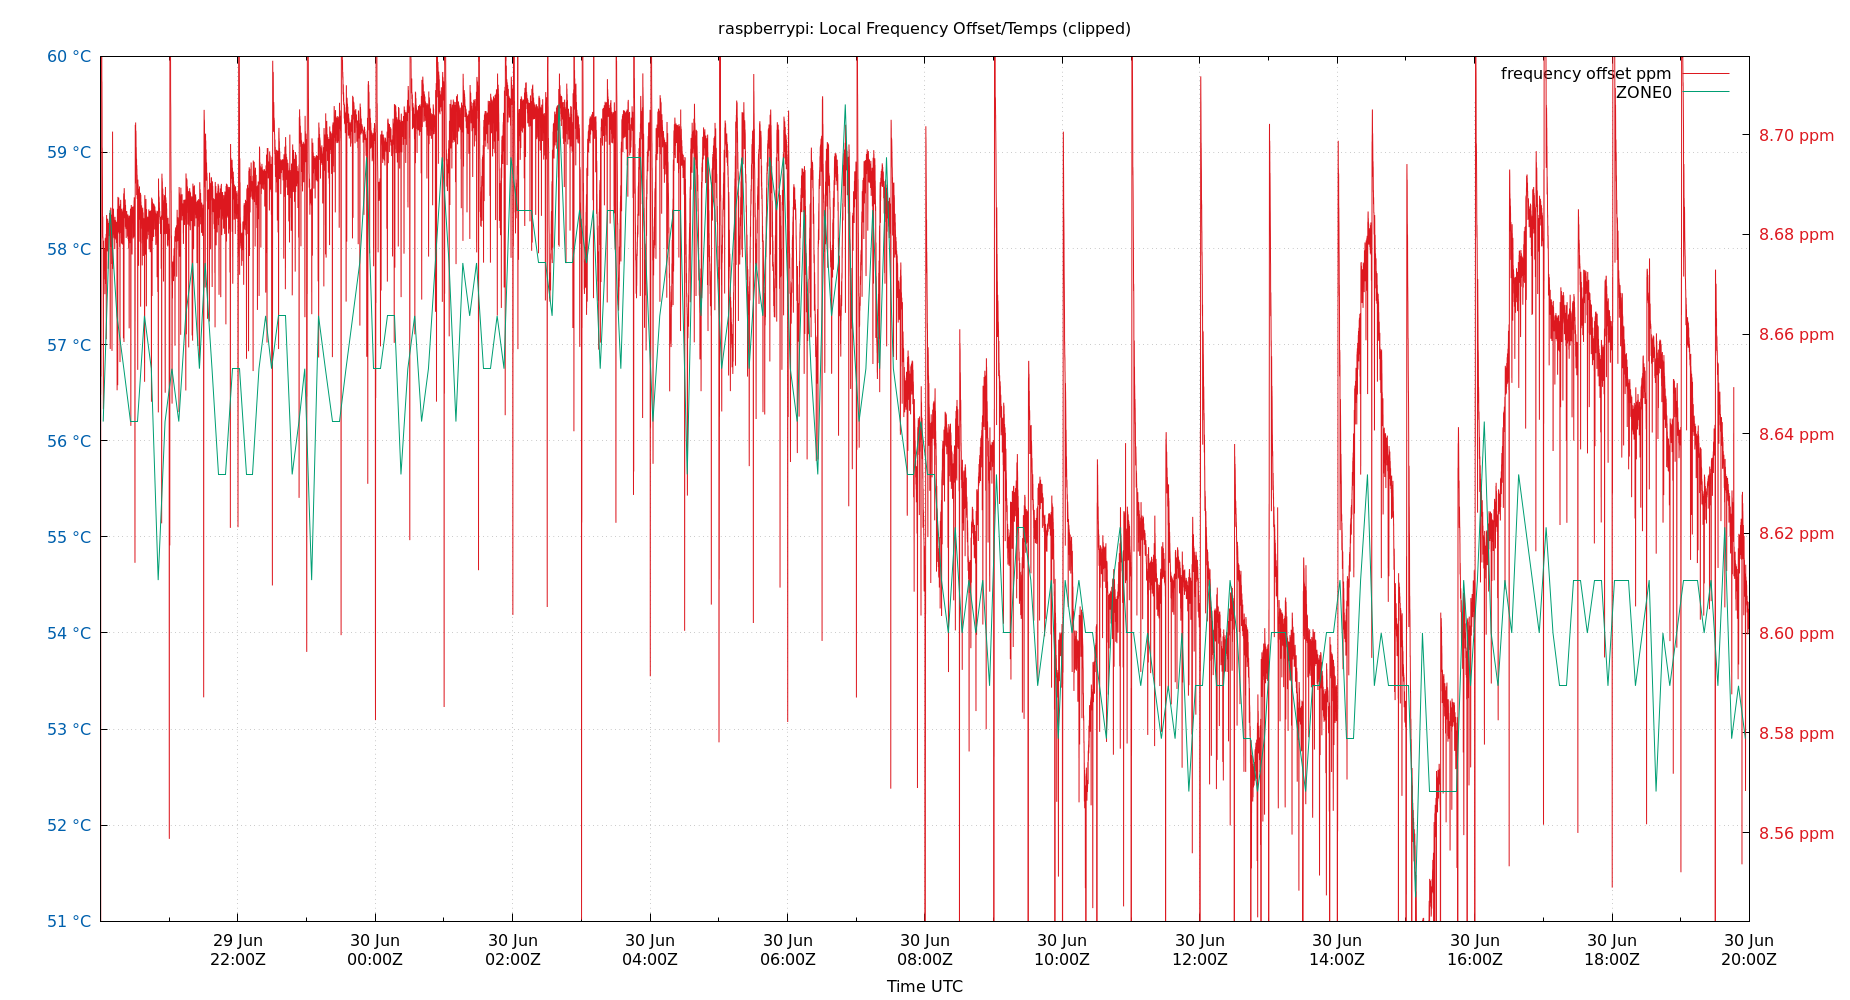 raspberrypi: Local Frequency Offset/Temps (clipped)
frequency offset ppm
ZONE0
60 °C
59 °C
58 °C
57 °C
56 °C
55 °C
54 °C
53 °C
52 °C
51 °C
8.70 ppm
8.68 ppm
8.66 ppm
8.64 ppm
8.62 ppm
8.60 ppm
8.58 ppm
8.56 ppm
29 Jun
22:00Z
30 Jun
00:00Z
30 Jun
02:00Z
30 Jun
04:00Z
30 Jun
06:00Z
30 Jun
08:00Z
30 Jun
10:00Z
30 Jun
12:00Z
30 Jun
14:00Z
30 Jun
16:00Z
30 Jun
18:00Z
30 Jun
20:00Z
Time UTC